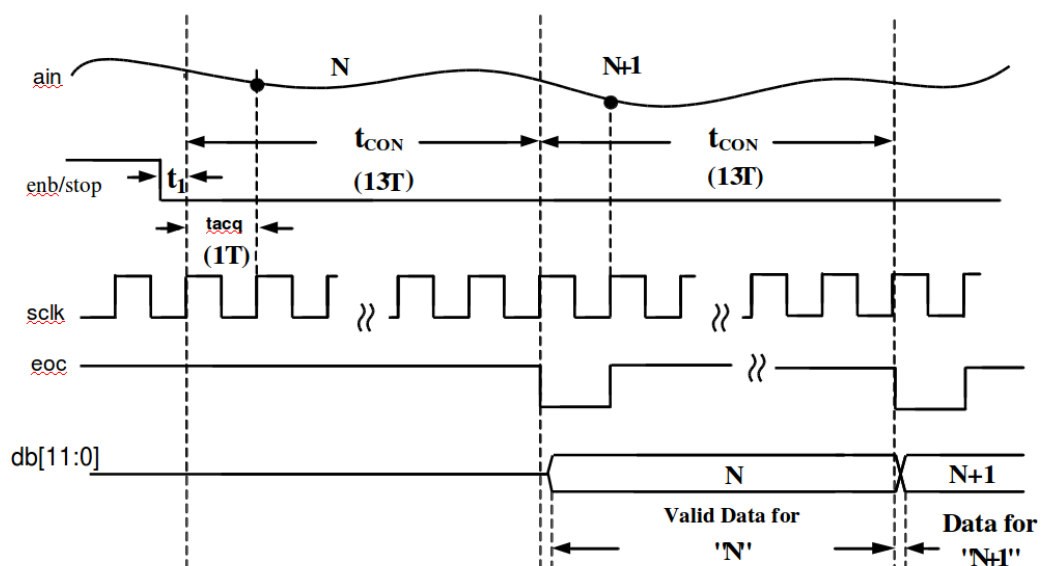 ain
N
N+1
tCON
tCON
(13T)
(13T)
enb/stop
t1
tacq
(1T)
sclk
eoc
db[11:0]
N
N+1
Valid Data for
"N"
Data for
"N+1"